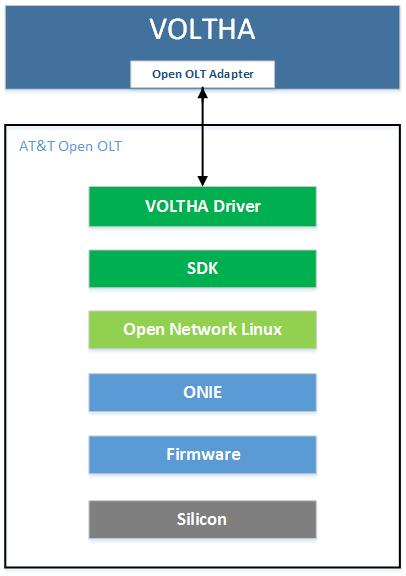 VOLTHA
Open OLT Adapter
AT&T Open OLT
VOLTHA Driver
SDK
Open Network Linux
ONIE
Firmware
Silicon